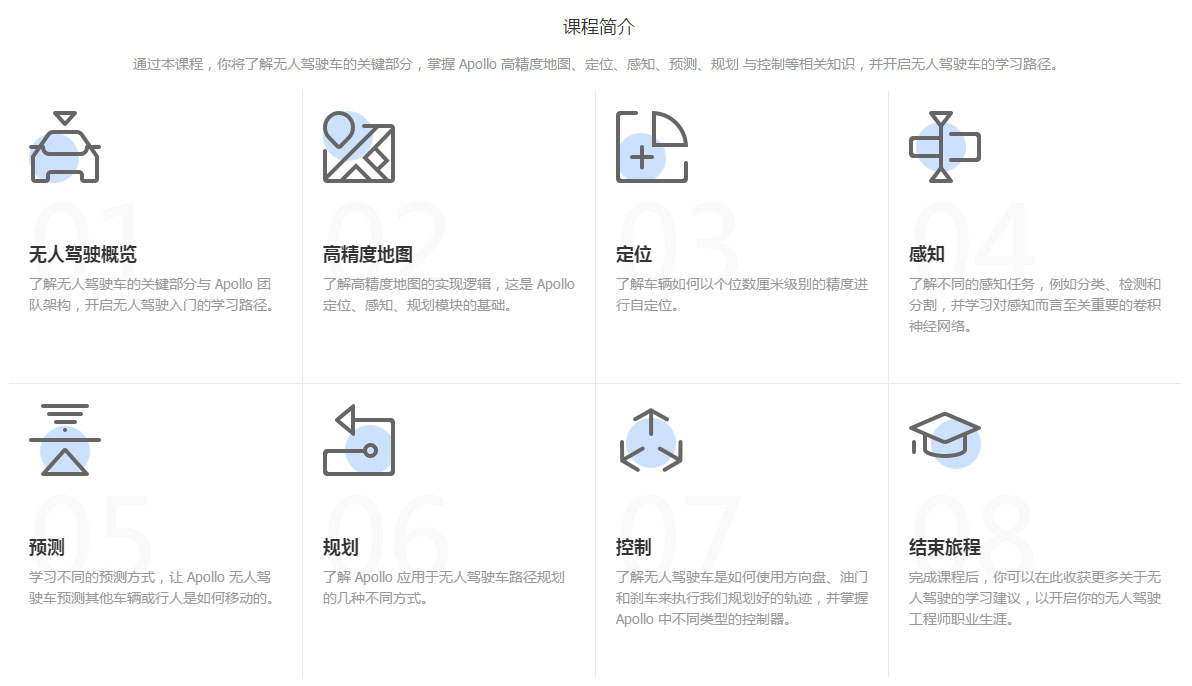 课程简介
通过本课程，你将了解无人驾驶车的关键部分，掌握 Apollo 高精度地图、定位、感知、预测、规划 与控制等相关知识，并开启无人驾驶车的学习路径。
01
无人驾驶概览
了解无人驾驶车的关键部分与 Apollo 团
队架构，开启无人驾驶入门的学习路径。
02
高精度地图
了解高精度地图的实现逻辑，这是 Apollo
定位、感知、规划模块的基础。
03
定位
了解车辆如何以个位数厘米级别的精度进
行自定位。
04
感知
了解不同的感知任务，例如分类、检测和
分割，并学习对感知而言至关重要的卷积
神经网络。
05
预测
学习不同的预测方式，让 Apollo 无人驾
驶车预测其他车辆或行人是如何移动的。
06
规划
了解 Apollo 应用于无人驾驶车路径规划
的几种不同方式。
07
控制
了解无人驾驶车是如何使用方向盘、油门
和刹车来执行我们规划好的轨迹，并掌握
Apollo 中不同类型的控制器。
08
结束旅程
完成课程后，你可以在此收获更多关于无
人驾驶的学习建议，以开启你的无人驾驶
工程师职业生涯。